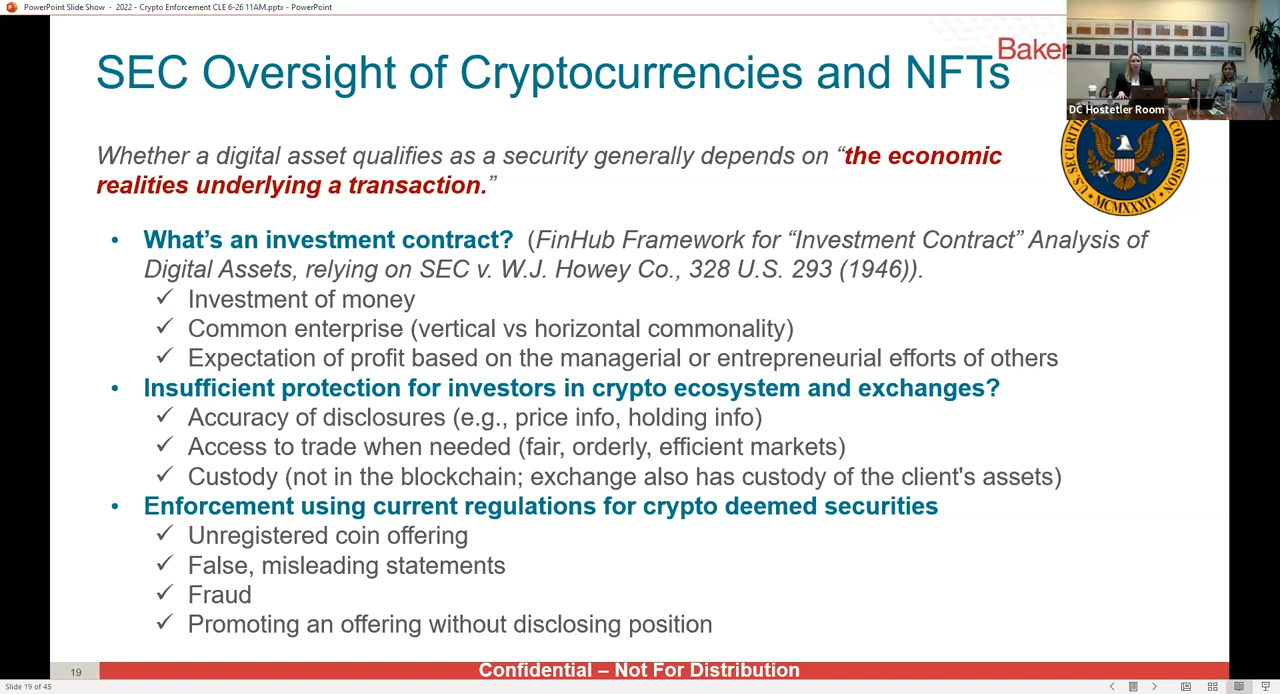 PowerPoint Slide Show - 2022 - Crypto Enforcement CLE 6-26 11AM.pptx - PowerPoint
Baker
SEC Oversight of Cryptocurrencies and NFTs
DC Hostetler Room
Whether a digital asset qualifies as a security generally depends on “the economic
realities underlying a transaction.”
U.S. SECURITI COMMISSION
MCMXXXIV
• What’s an investment contract? (FinHub Framework for “Investment Contract” Analysis of
Digital Assets, relying on SEC v. W.J. Howey Co., 328 U.S. 293 (1946)).
✓ Investment of money
✓ Common enterprise (vertical vs horizontal commonality)
✓ Expectation of profit based on the managerial or entrepreneurial efforts of others
• Insufficient protection for investors in crypto ecosystem and exchanges?
✓ Accuracy of disclosures (e.g., price info, holding info)
✓ Access to trade when needed (fair, orderly, efficient markets)
✓ Custody (not in the blockchain; exchange also has custody of the client's assets)
• Enforcement using current regulations for crypto deemed securities
✓ Unregistered coin offering
✓ False, misleading statements
✓ Fraud
✓ Promoting an offering without disclosing position
19
Confidential – Not For Distribution
Slide 19 of 45